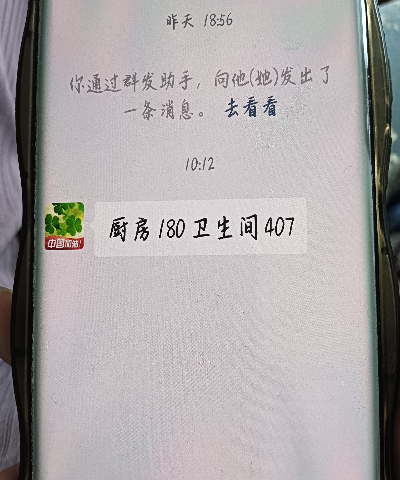 昨天 18:56
你通过群发助手，向他(她)发出了
一条消息。 去看看
10:12
厨房180卫生间407
中国加油!